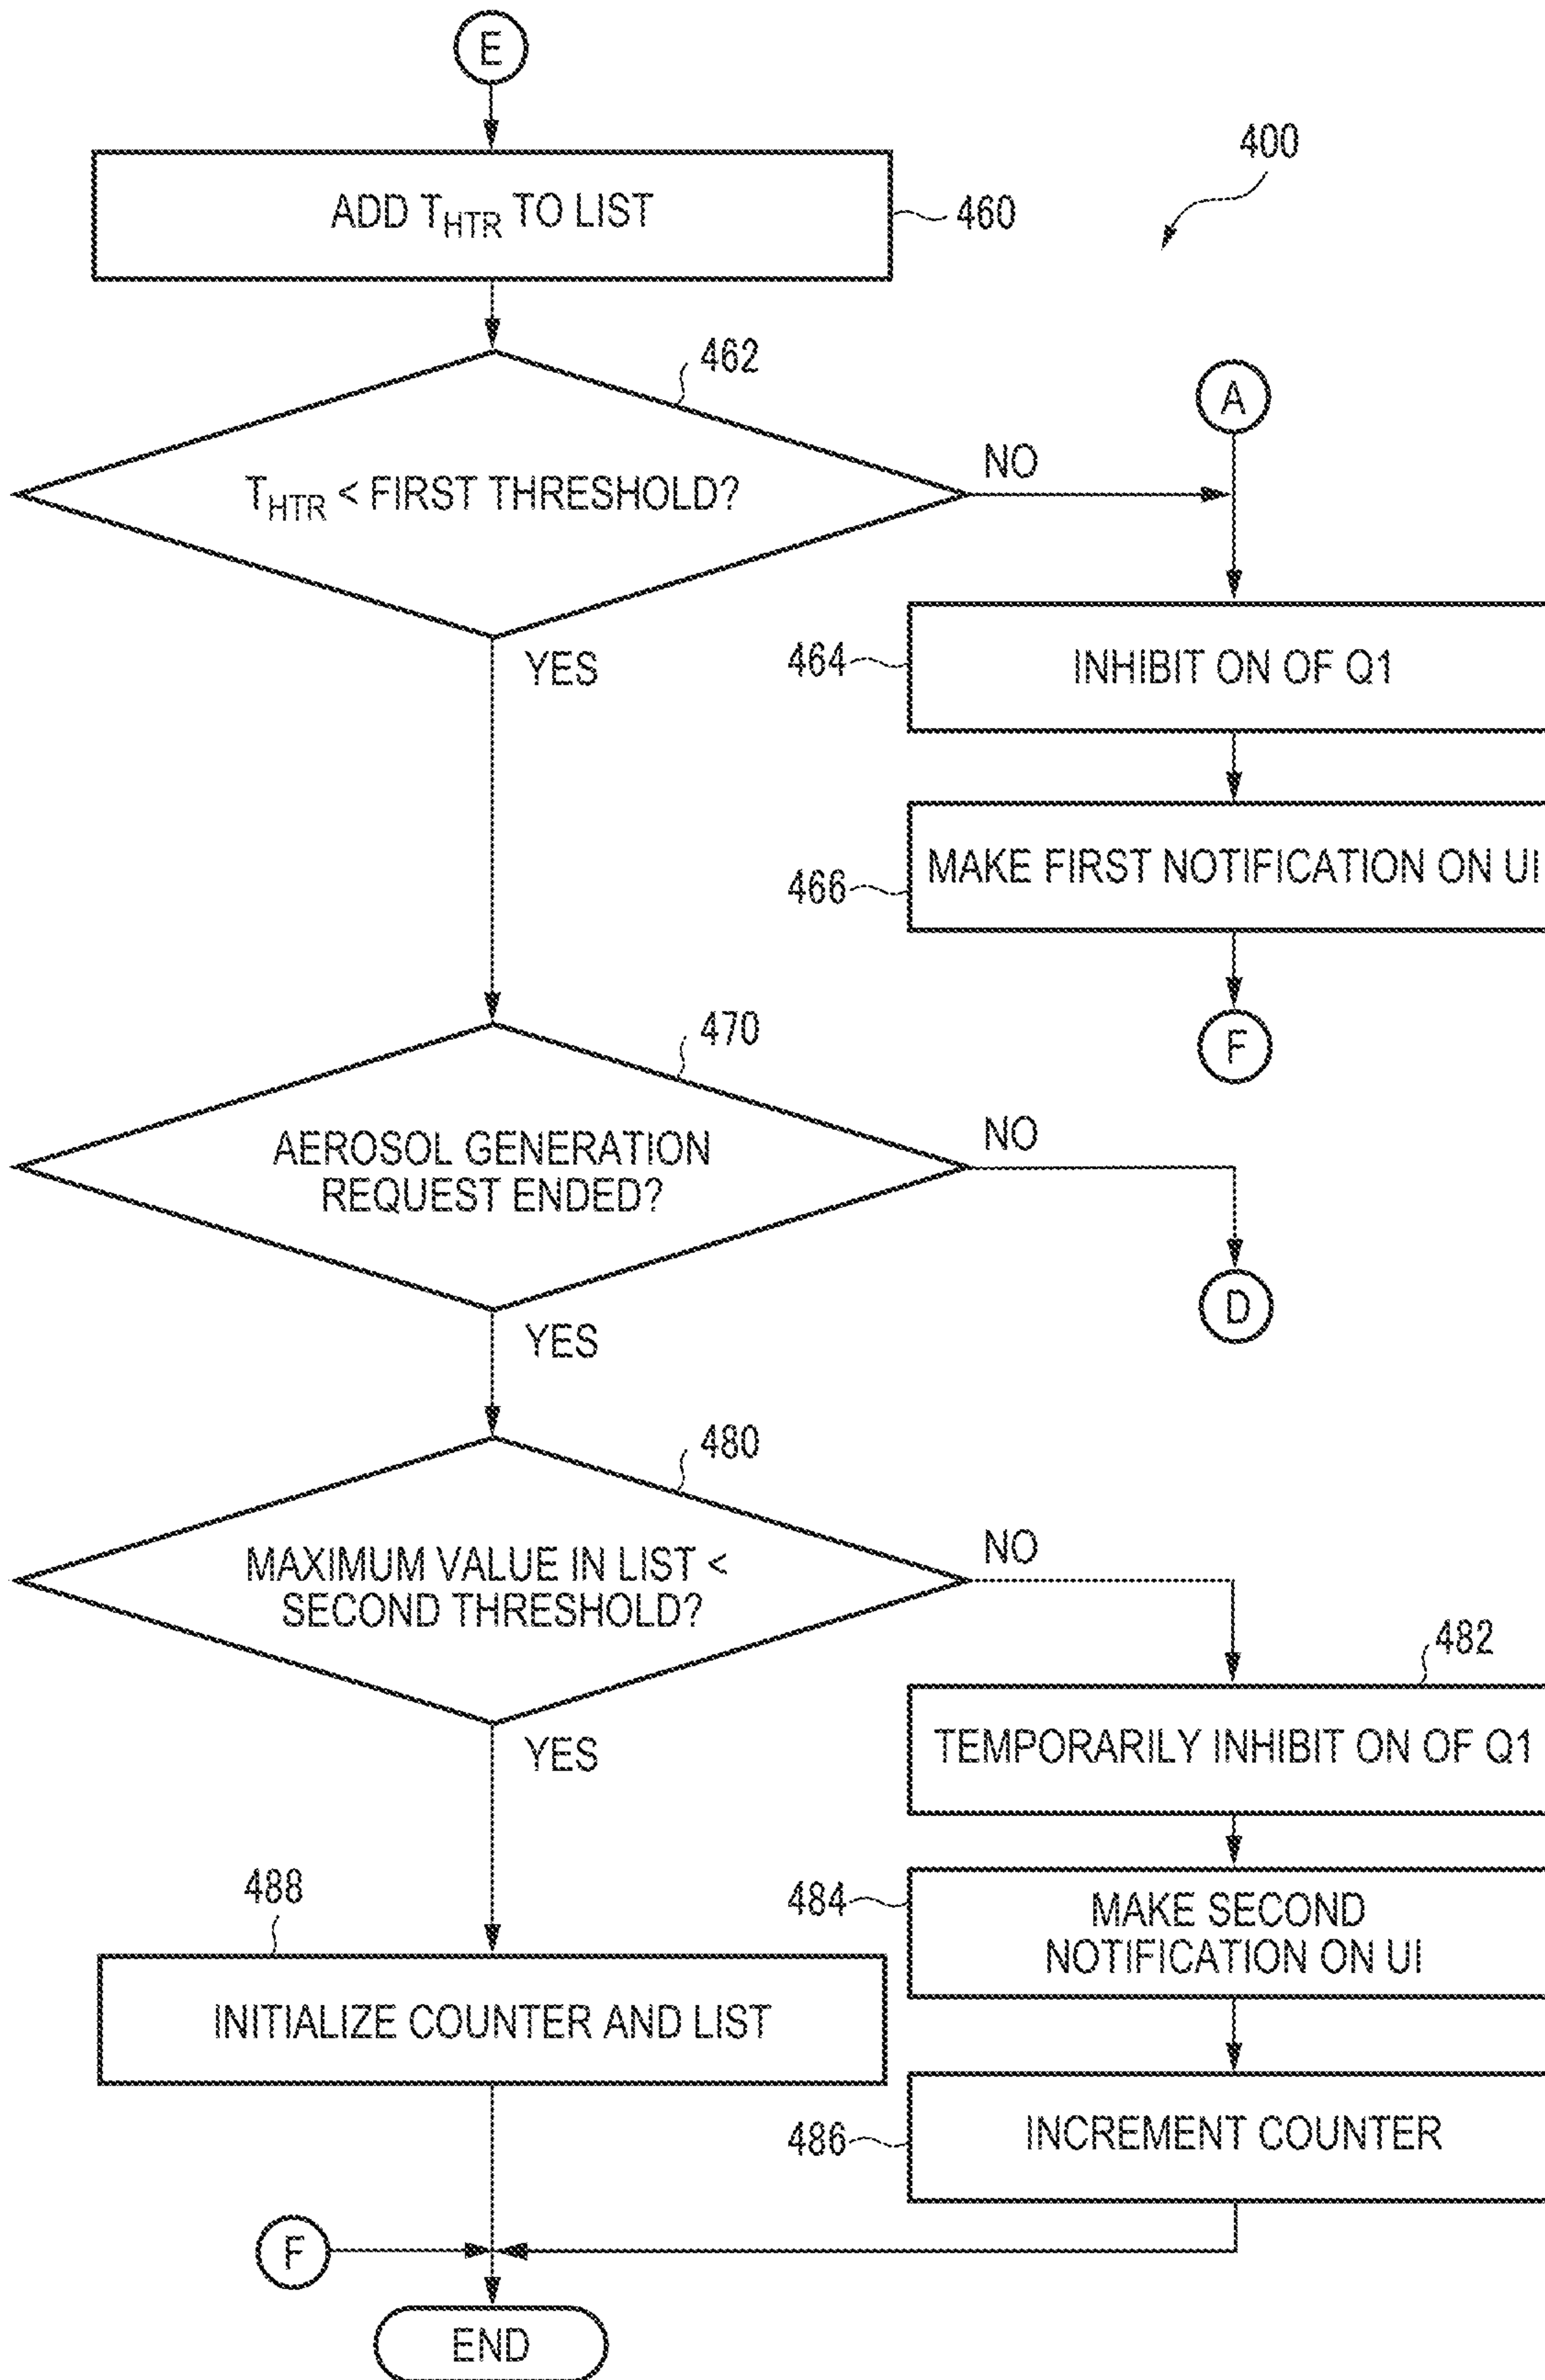 E
400
ADD THTR TO LIST
460
462
A
THTR < FIRST THRESHOLD?
NO
YES
464
INHIBIT ON OF Q1
466
MAKE FIRST NOTIFICATION ON UI
F
470
AEROSOL GENERATION
REQUEST ENDED?
NO
YES
D
480
MAXIMUM VALUE IN LIST <
SECOND THRESHOLD?
NO
YES
482
TEMPORARILY INHIBIT ON OF Q1
484
MAKE SECOND
NOTIFICATION ON UI
488
INITIALIZE COUNTER AND LIST
486
INCREMENT COUNTER
F
END